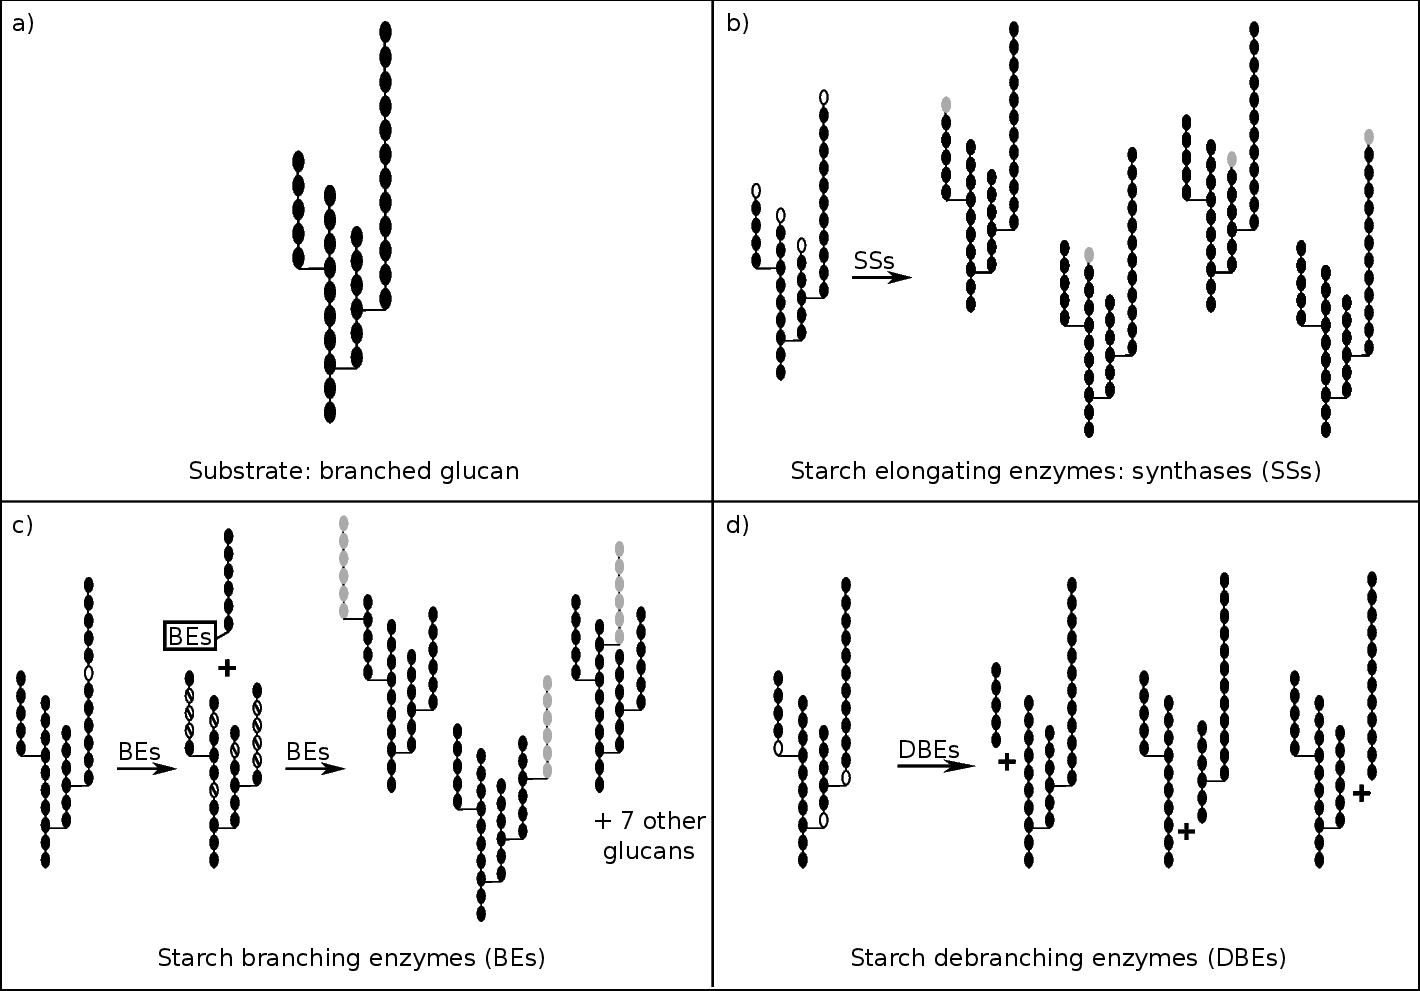 a)
Substrate: branched glucan
b)
SSs
Starch elongating enzymes: synthases (SSs)
c)
BEs
+
BEs
BEs
+ 7 other
glucans
Starch branching enzymes (BEs)
d)
DBEs
+
+
+
Starch debranching enzymes (DBEs)